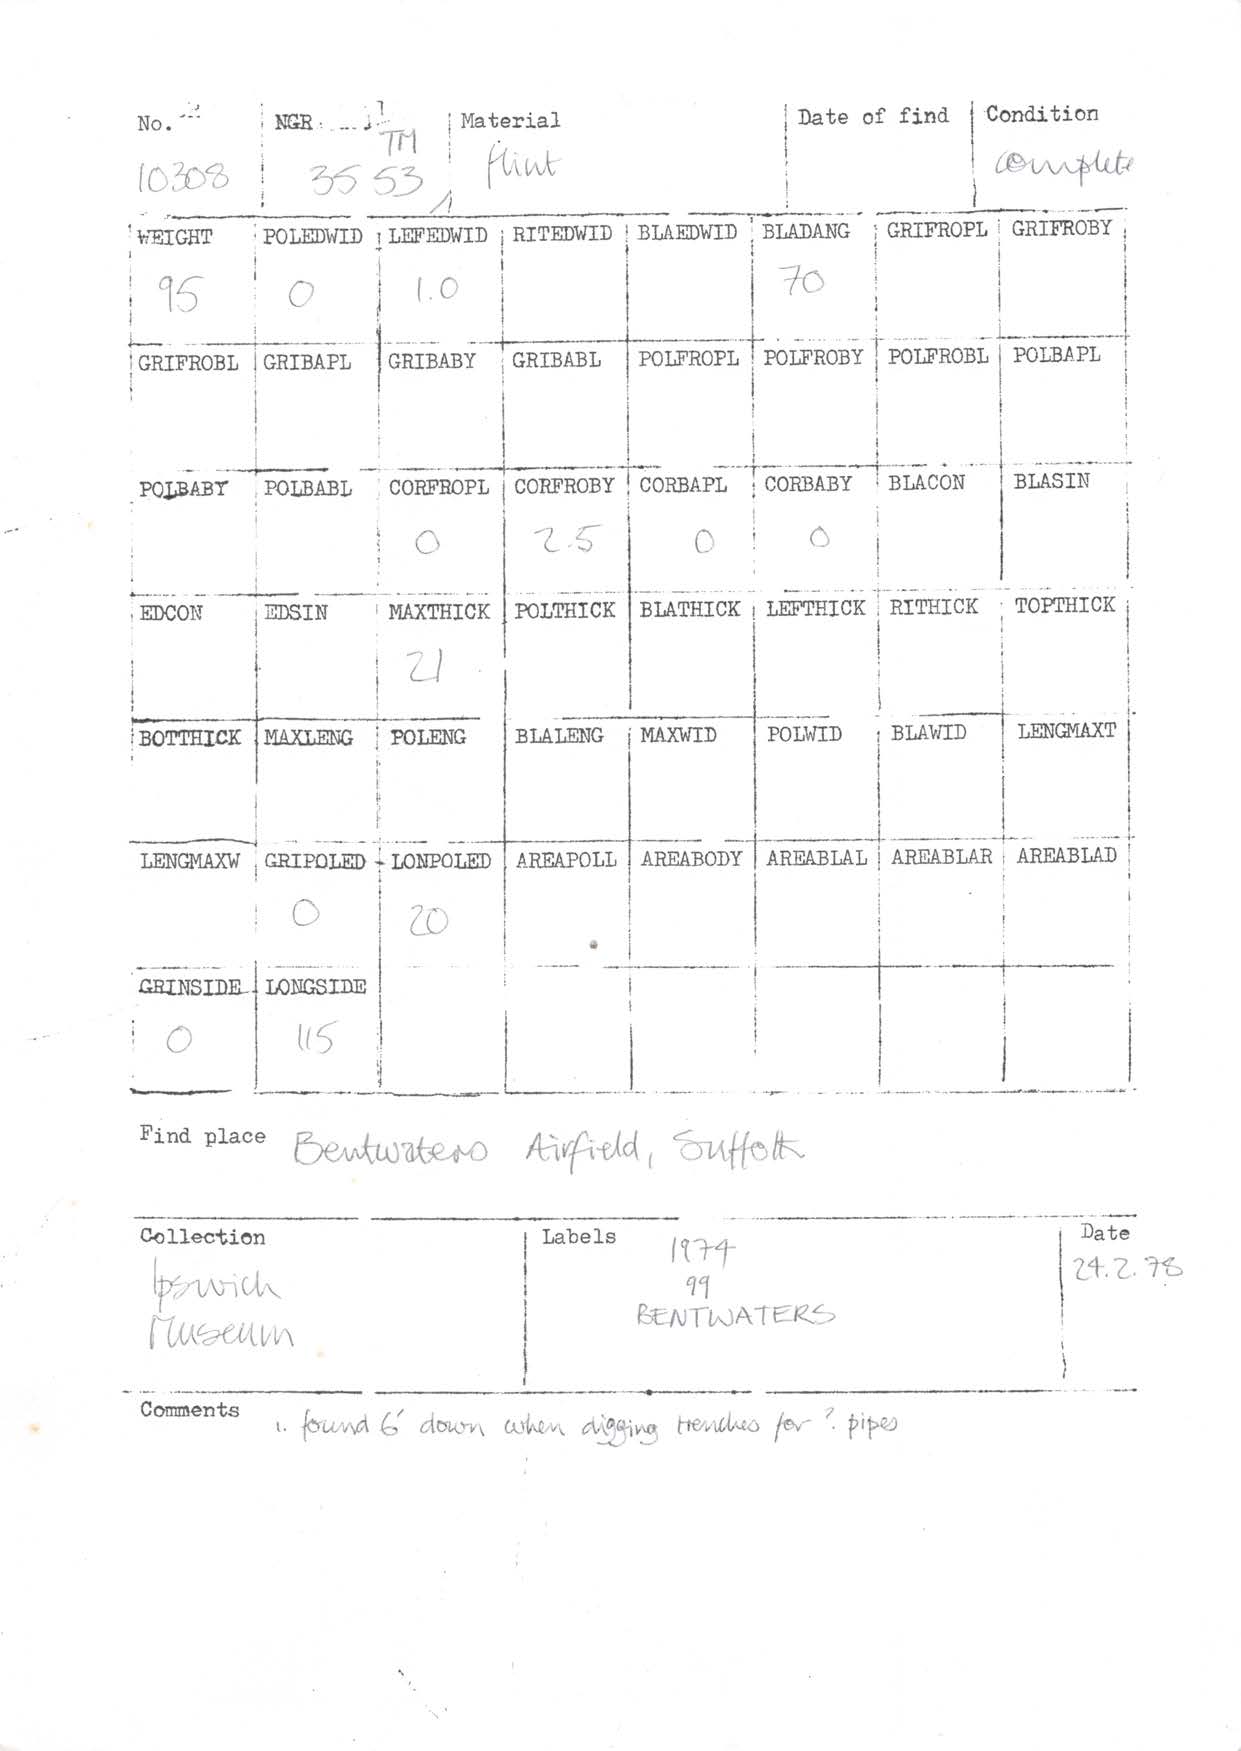 No. NGR Material Date of find Condition
10308 TM 35 53 flint complete
WEIGHT POLEDWID LEFEDWID RITEDWID BLAEDWID BLADANG GRIFROPL GRIFROBY
95 0 1.0 70
GRIFROBL GRIBAPL GRIBABY GRIBABL POLFROPL POLFROBY POLFROBL POLBAPL
POLBABY POLBABL CORFROPL CORFROBY CORBAPL CORBABY BLACON BLASIN
0 2.5 0 0
EDCON EDSIN MAXTHICK POLTHICK BLATHICK LEFTHICK RITHICK TOPTHICK
21
BOTTHICK MAXLENG POLENG BLALENG MAXWID POLWID BLAWID LENGMAXT
LENGMAXW GRIPOLED LONPOLED AREAPOLL AREABODY AREABLAL AREABLAR AREABLAD
0 20
GRINSIDE LONGSIDE
0 115
Find place Bentwaters Airfield, Suffolk
Collection Labels Date
Ipswich 1974 24.2.78
Museum 99
BENTWATERS
Comments 1. found 6' down when digging trenches for ? pipes